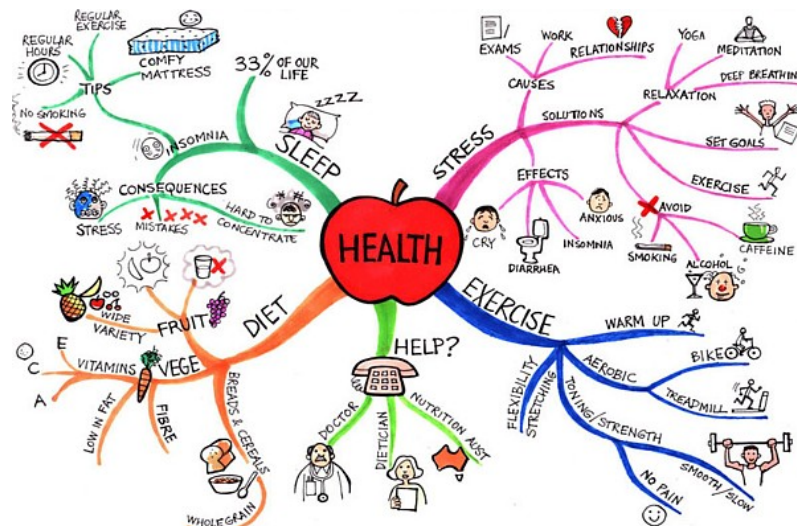 HEALTH
SLEEP
33% OF OUR
LIFE
ZZZZ
INSOMNIA
TIPS
REGULAR
HOURS
REGULAR
EXERCISE
COMFY
MATTRESS
NO SMOKING
CONSEQUENCES
STRESS
MISTAKES
HARD TO
CONCENTRATE
STRESS
CAUSES
EXAMS
WORK
RELATIONSHIPS
SOLUTIONS
RELAXATION
YOGA
MEDITATION
DEEP BREATHING
SET GOALS
EXERCISE
AVOID
SMOKING
ALCOHOL
CAFFEINE
EFFECTS
CRY
DIARRHEA
INSOMNIA
ANXIOUS
EXERCISE
WARM UP
AEROBIC
BIKE
TREADMILL
TONING/STRENGTH
SMOOTH/SLOW
NO PAIN
FLEXIBILITY
STRETCHING
HELP?
DOCTOR
DIETICIAN
NUTRITION AUST
DIET
FRUIT
WIDE
VARIETY
VEGE
VITAMINS
E
C
A
LOW IN FAT
FIBRE
BREADS & CEREALS
WHOLEGRAIN